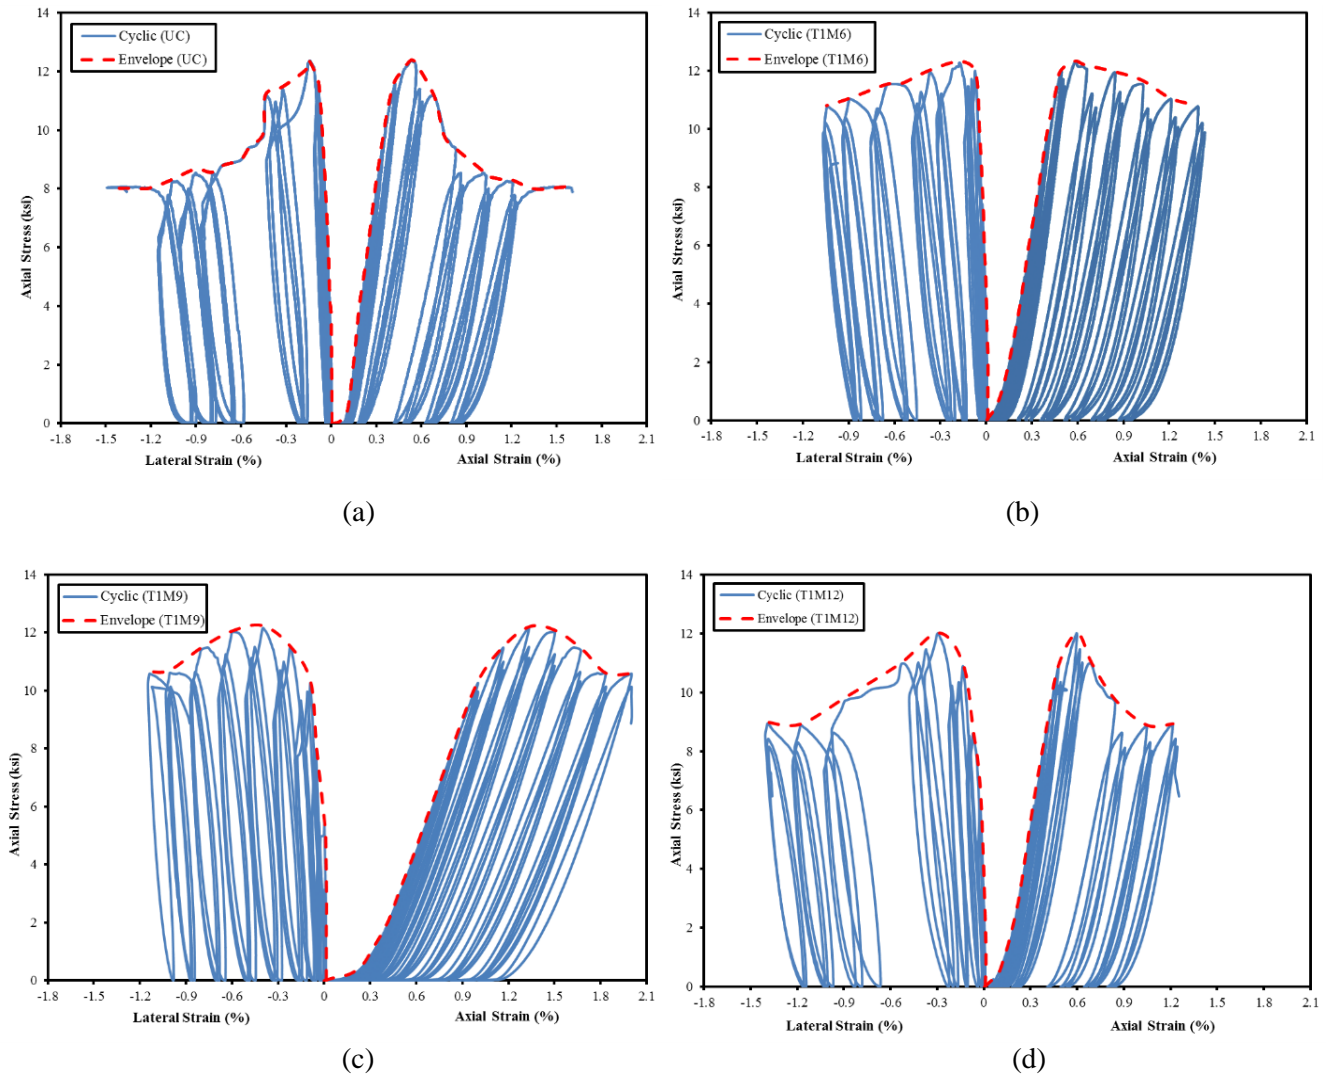 14
12
10
8
6
4
2
0
Axial Stress (ksi)
Cyclic (UC)
Envelope (UC)
-1.8 -1.5 -1.2 -0.9 -0.6 -0.3 0 0.3 0.6 0.9 1.2 1.5 1.8 2.1
Lateral Strain (%) Axial Strain (%)
(a)
14
12
10
8
6
4
2
0
Axial Stress (ksi)
Cyclic (T1M6)
Envelope (T1M6)
-1.8 -1.5 -1.2 -0.9 -0.6 -0.3 0 0.3 0.6 0.9 1.2 1.5 1.8 2.1
Lateral Strain (%) Axial Strain (%)
(b)
14
12
10
8
6
4
2
0
Axial Stress (ksi)
Cyclic (T1M9)
Envelope (T1M9)
-1.8 -1.5 -1.2 -0.9 -0.6 -0.3 0 0.3 0.6 0.9 1.2 1.5 1.8 2.1
Lateral Strain (%) Axial Strain (%)
(c)
14
12
10
8
6
4
2
0
Axial Stress (ksi)
Cyclic (T1M12)
Envelope (T1M12)
-1.8 -1.5 -1.2 -0.9 -0.6 -0.3 0 0.3 0.6 0.9 1.2 1.5 1.8 2.1
Lateral Strain (%) Axial Strain (%)
(d)